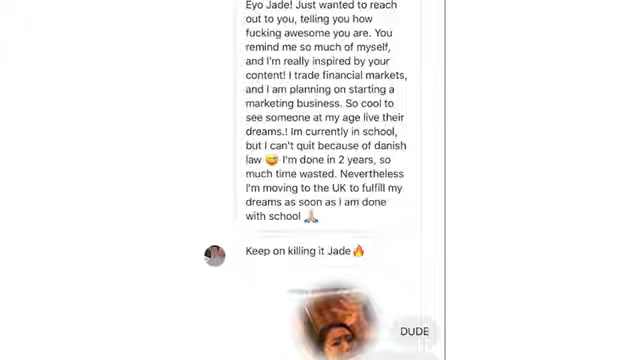 Eyo Jade! Just wanted to reach
out to you, telling you how
fucking awesome you are. You
remind me so much of myself,
and I'm really inspired by your
content! I trade financial markets,
and I am planning on starting a
marketing business. So cool to
see someone at my age live their
dreams.! Im currently in school,
but I can't quit because of danish
law 😅 I'm done in 2 years, so
much time wasted. Nevertheless
I'm moving to the UK to fulfill my
dreams as soon as I am done
with school 🙏🏻
Keep on killing it Jade🔥
DUDE